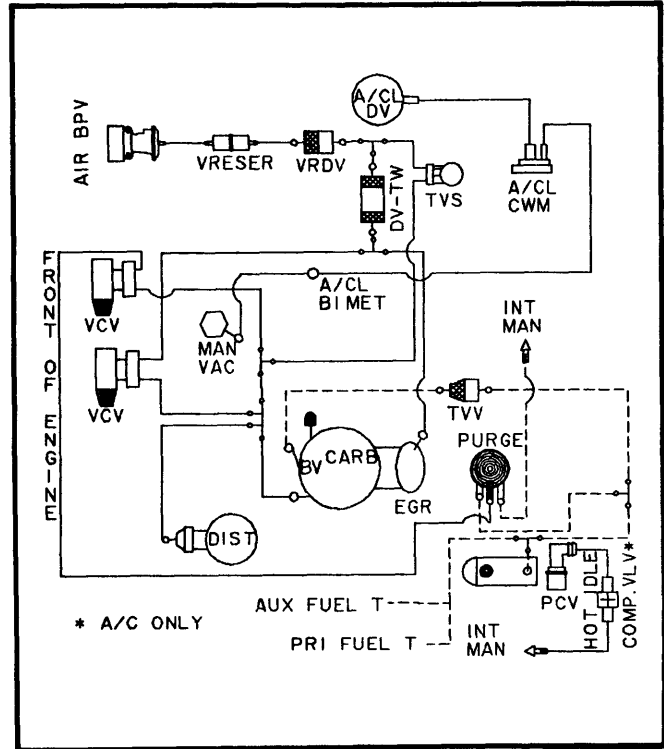 A/CL
DV
AIR BPV
VRESER
VRDV
DV-TW
TVS
A/CL
CWM
FRONT OF ENGINE
VCV
A/CL
BIMET
INT
MAN
MAN
VAC
VCV
TVV
PURGE
BV
CARB
EGR
DIST
AUX FUEL T
PCV
HOT IDLE
COMP. VLV*
* A/C ONLY
PRI FUEL T
INT
MAN